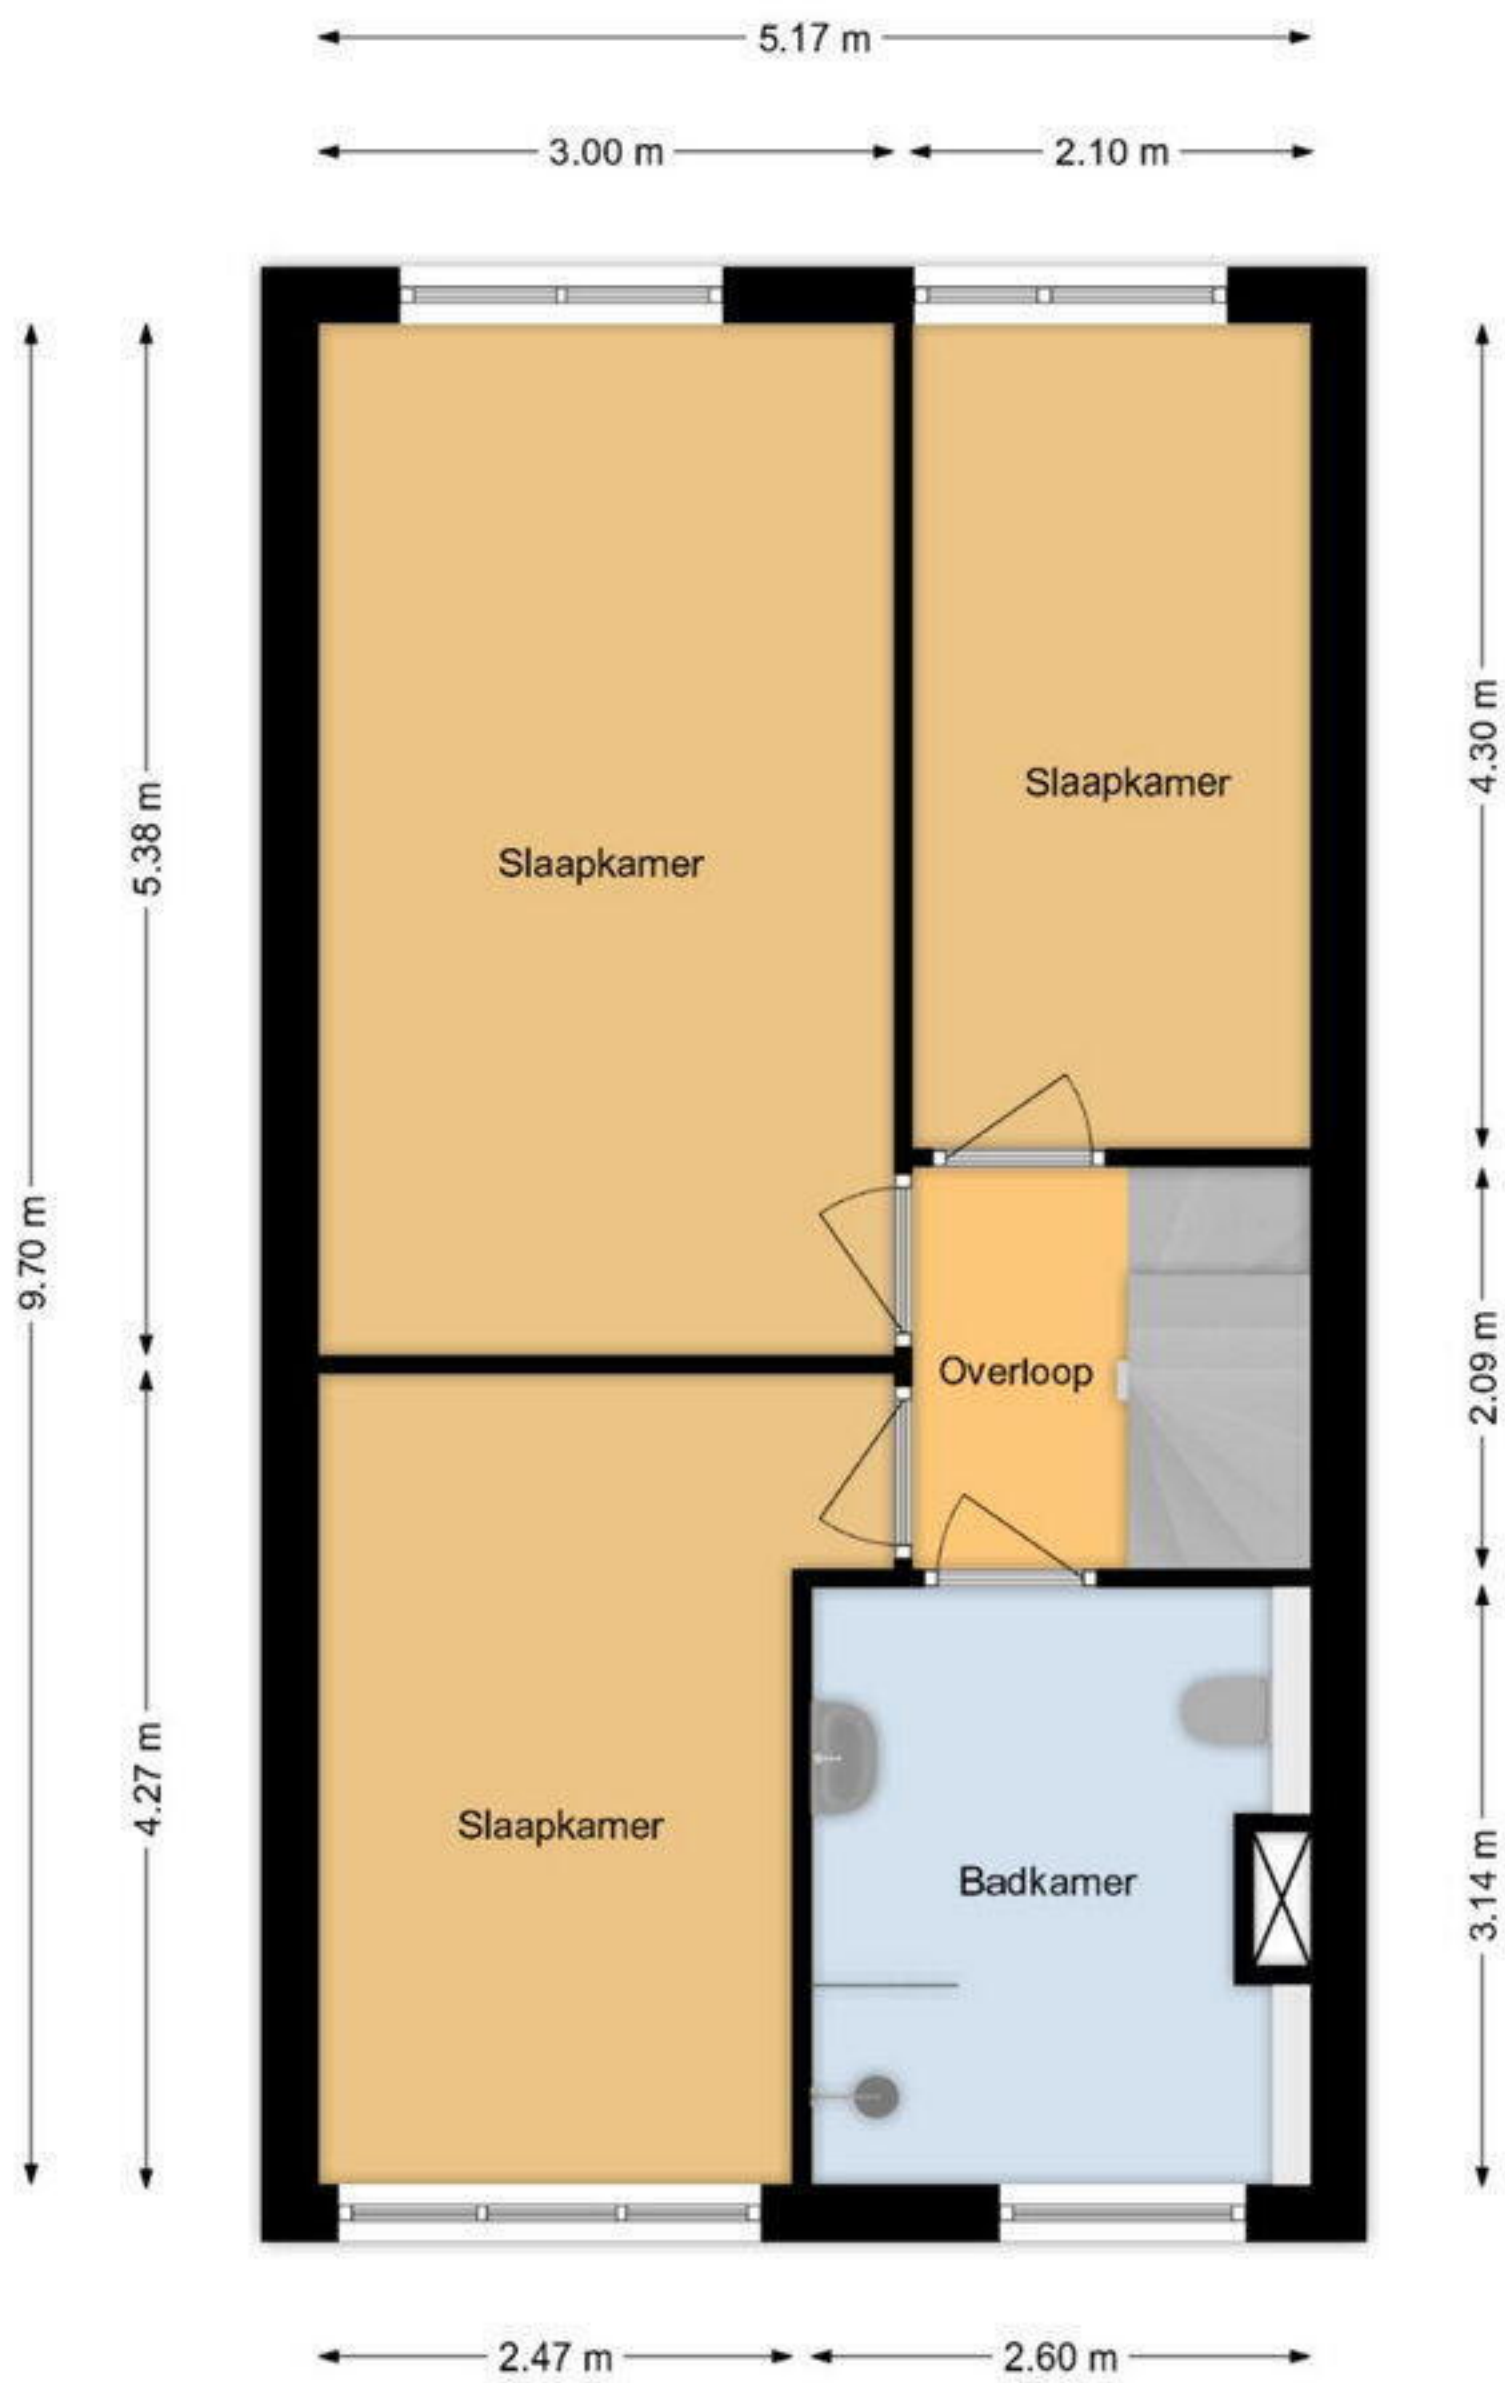 5.17 m
3.00 m
2.10 m
4.30 m
Slaapkamer
5.38 m
Slaapkamer
9.70 m
2.09 m
Overloop
4.27 m
Slaapkamer
Badkamer
3.14 m
2.47 m
2.60 m